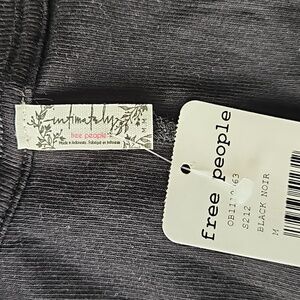 intimately
free people
Made in Indonesia. Fabriqué en Indonésie
M
free people
S212
BLACK NOIR
M